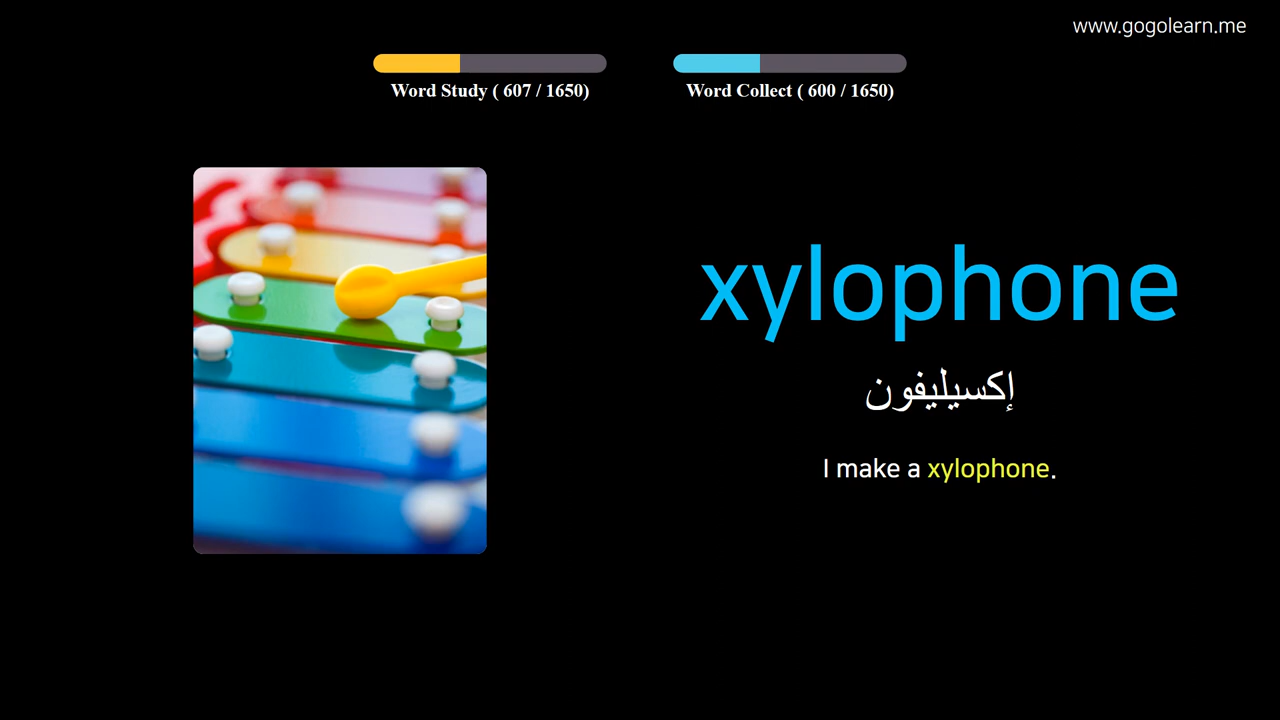 www.gogolearn.me
Word Study ( 607 / 1650)
Word Collect ( 600 / 1650)
xylophone
إكسيليفون
I make a xylophone.